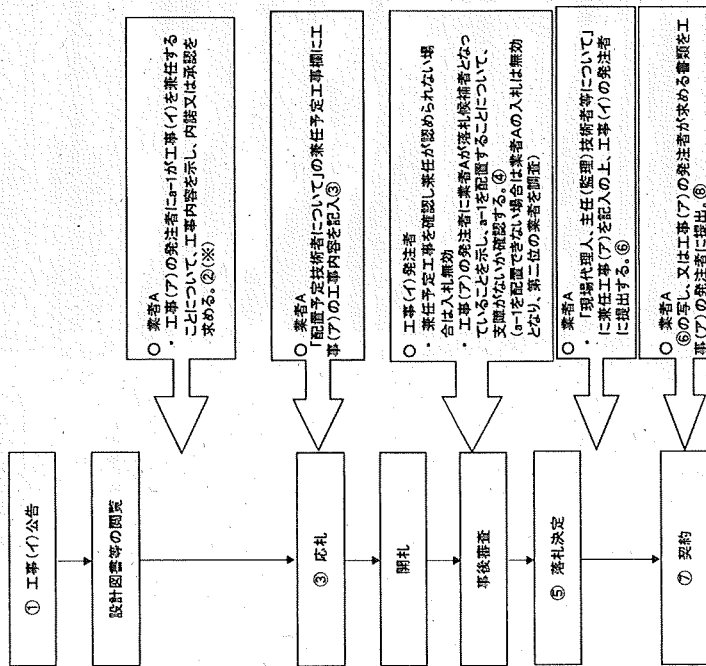 ① 工事(イ)公告
設計図書等の閲覧
○ 業者A
・ 工事(ア)の発注者にa-1が工事(イ)を兼任する
ことについて、工事内容を示し、内諾又は承認を
求める。②(※)
③ 応札
○ 業者A
「配置予定技術者について」の兼任予定工事欄に工
事(ア)の工事内容を記入③
開札
事後審査
○ 工事(イ)発注者
・ 兼任予定工事を確認し兼任が認められない場
合は入札無効
・ 工事(ア)の発注者に業者Aが落札候補者となっ
ていることを示し、a-1を配置することについて、
支障がないか確認する。④
(a-1を配置できない場合は業者Aの入札は無効
となり、第二位の業者を調査)
⑤ 落札決定
○ 業者A
・ 「現場代理人、主任(監理)技術者等について」
に兼任工事(ア)を記入の上、工事(イ)の発注者
に提出する。⑥
⑦ 契約
○ 業者A
⑥の写し、又は工事(ア)の発注者が求める書類を工
事(ア)の発注者に提出。⑧